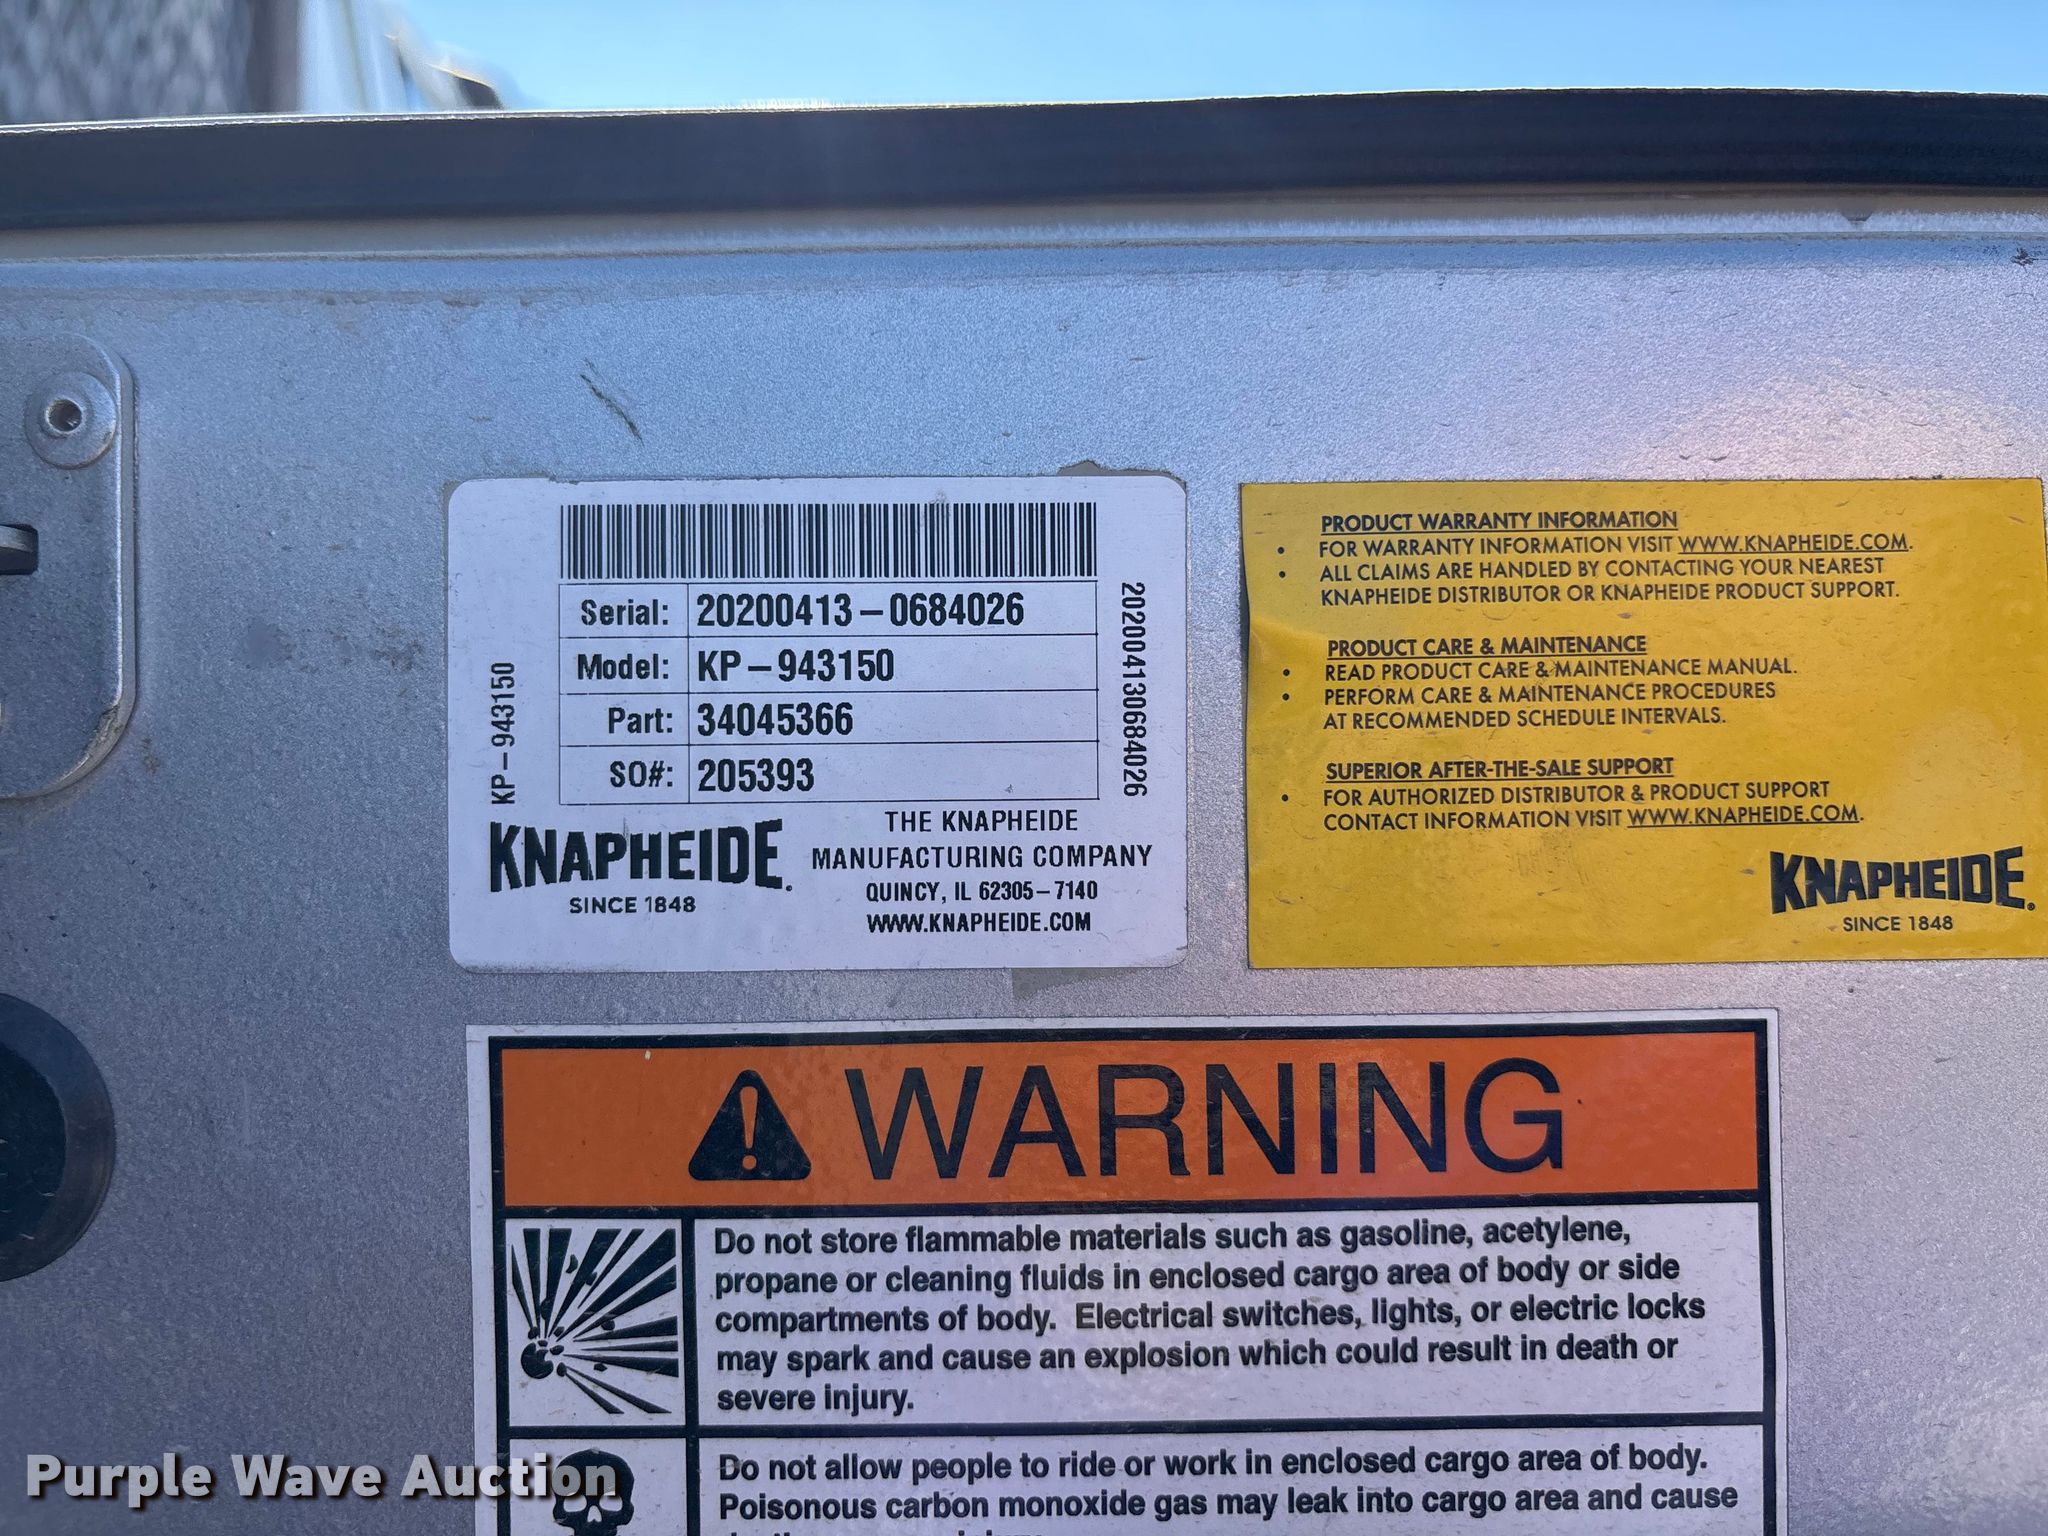 KP-943150
Serial: 20200413-0684026
Model: KP-943150
Part: 34045366
SO#: 205393
202004130684026
KNAPHEIDE®
SINCE 1848
THE KNAPHEIDE
MANUFACTURING COMPANY
QUINCY, IL 62305-7140
WWW.KNAPHEIDE.COM
PRODUCT WARRANTY INFORMATION
• FOR WARRANTY INFORMATION VISIT WWW.KNAPHEIDE.COM.
• ALL CLAIMS ARE HANDLED BY CONTACTING YOUR NEAREST
KNAPHEIDE DISTRIBUTOR OR KNAPHEIDE PRODUCT SUPPORT.
PRODUCT CARE & MAINTENANCE
• READ PRODUCT CARE & MAINTENANCE MANUAL.
• PERFORM CARE & MAINTENANCE PROCEDURES
AT RECOMMENDED SCHEDULE INTERVALS.
SUPERIOR AFTER-THE-SALE SUPPORT
• FOR AUTHORIZED DISTRIBUTOR & PRODUCT SUPPORT
CONTACT INFORMATION VISIT WWW.KNAPHEIDE.COM.
KNAPHEIDE®
SINCE 1848
WARNING
Do not store flammable materials such as gasoline, acetylene,
propane or cleaning fluids in enclosed cargo area of body or side
compartments of body. Electrical switches, lights, or electric locks
may spark and cause an explosion which could result in death or
severe injury.
Do not allow people to ride or work in enclosed cargo area of body.
Poisonous carbon monoxide gas may leak into cargo area and cause
Purple Wave Auction